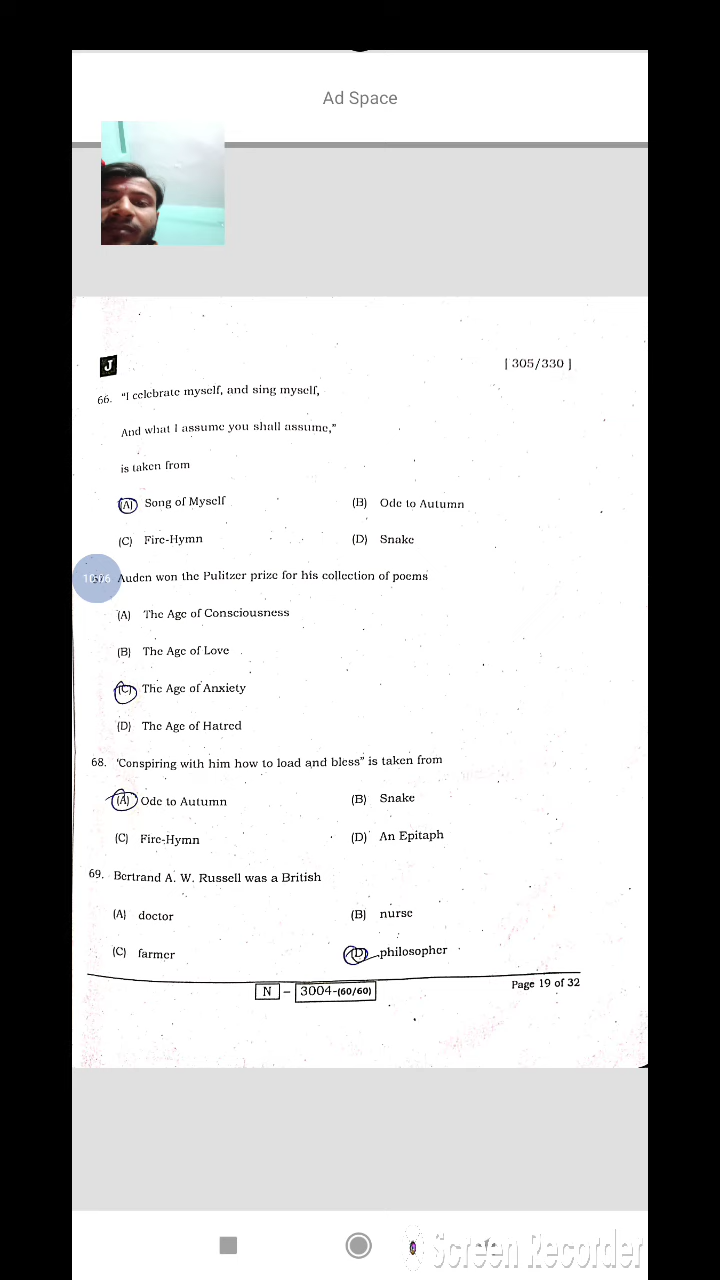 Ad Space
J
[ 305/330 ]
66. "I celebrate myself, and sing myself,
And what I assume you shall assume,"
is taken from
(A) Song of Myself
(B) Ode to Autumn
(C) Fire-Hymn
(D) Snake
Auden won the Pulitzer prize for his collection of poems
(A) The Age of Consciousness
(B) The Age of Love
(C) The Age of Anxiety
(D) The Age of Hatred
68. 'Conspiring with him how to load and bless" is taken from
(A) Ode to Autumn
(B) Snake
(C) Fire-Hymn
(D) An Epitaph
69. Bertrand A. W. Russell was a British
(A) doctor
(B) nurse
(C) farmer
(D) philosopher
N - 3004-(60/60)
Page 19 of 32
Screen Recorder